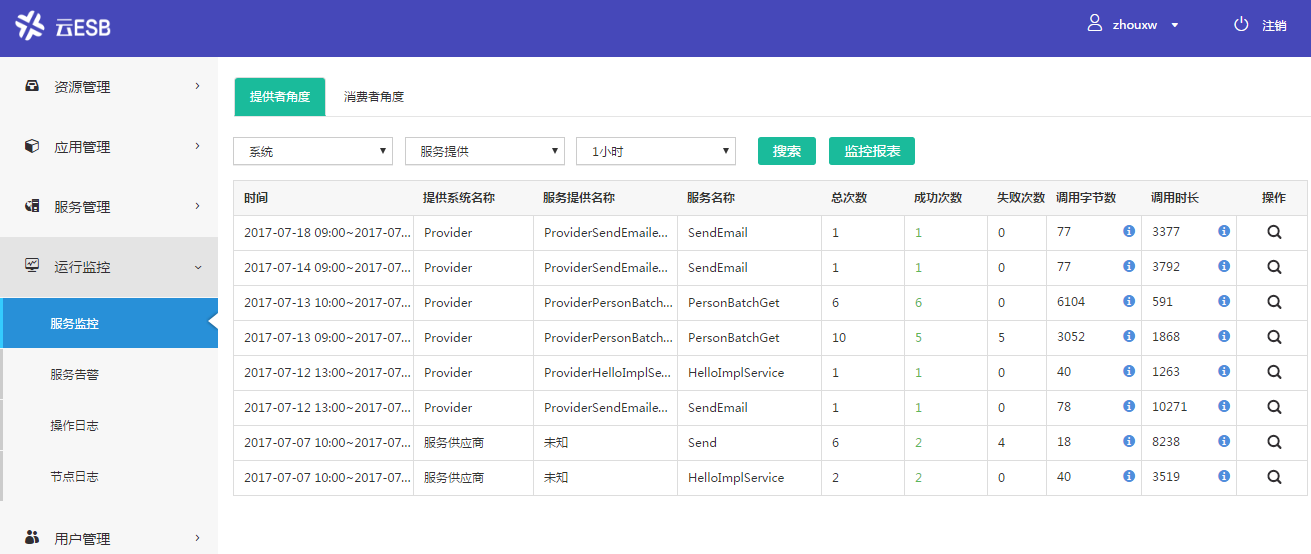 云ESB
zhouxw
注销
资源管理
应用管理
服务管理
运行监控
服务监控
服务告警
操作日志
节点日志
用户管理
提供者角度 消费者角度
系统 服务提供 1小时 搜索 监控报表
时间 提供系统名称 服务提供名称 服务名称 总次数 成功次数 失败次数 调用字节数 调用时长 操作
2017-07-18 09:00~2017-07... Provider ProviderSendEmaile... SendEmail 1 1 0 77 3377
2017-07-14 09:00~2017-07... Provider ProviderSendEmaile... SendEmail 1 1 0 77 3792
2017-07-13 10:00~2017-07... Provider ProviderPersonBatch... PersonBatchGet 6 6 0 6104 591
2017-07-13 09:00~2017-07... Provider ProviderPersonBatch... PersonBatchGet 10 5 5 3052 1868
2017-07-12 13:00~2017-07... Provider ProviderHelloImplSe... HelloImplService 1 1 0 40 1263
2017-07-12 13:00~2017-07... Provider ProviderSendEmaile... SendEmail 1 1 0 78 10271
2017-07-07 10:00~2017-07... 服务供应商 未知 Send 6 2 4 18 8238
2017-07-07 10:00~2017-07... 服务供应商 未知 HelloImplService 2 2 0 40 3519